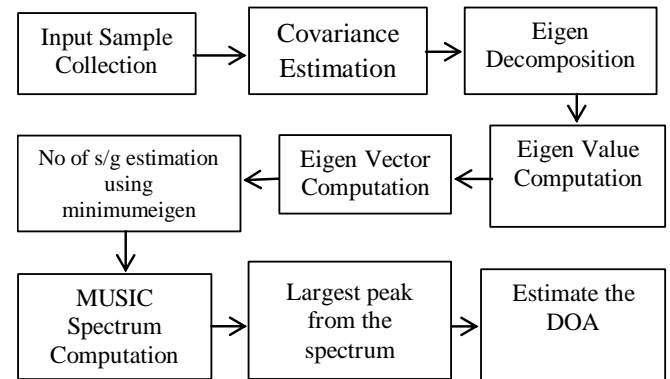 Input Sample
Collection
Covariance
Estimation
Eigen
Decomposition
No of s/g estimation
using
minimumeigen
Eigen Vector
Computation
Eigen Value
Computation
MUSIC
Spectrum
Computation
Largest peak
from the
spectrum
Estimate the
DOA